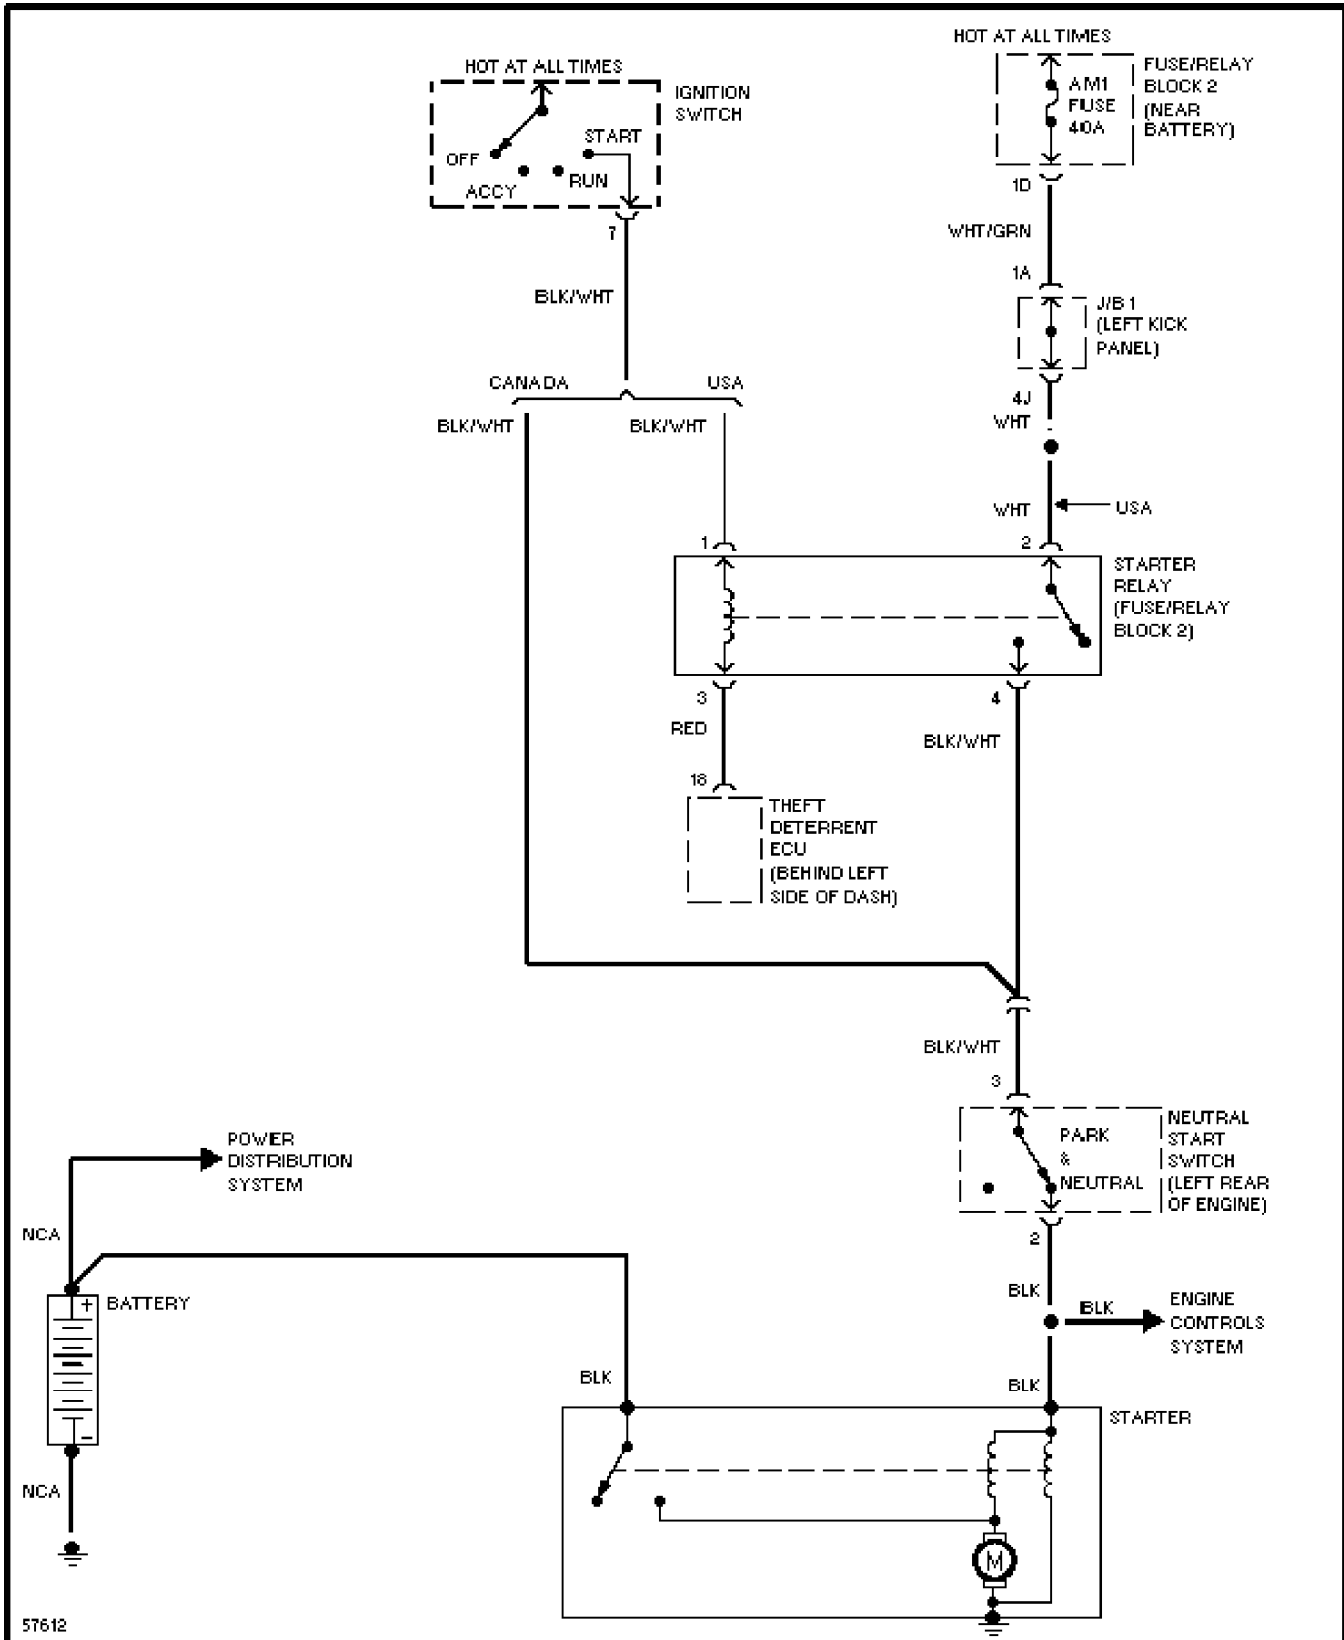 HOT AT ALL TIMES
FUSE/RELAY
BLOCK 2
(NEAR
BATTERY)
AM1
FUSE
40A
HOT AT ALL TIMES
IGNITION
SWITCH
START
OFF
ACCY
RUN
7
1D
WHT/GRN
1A
BLK/WHT
J/B 1
(LEFT KICK
PANEL)
CANADA
USA
4J
WHT
BLK/WHT
BLK/WHT
WHT
USA
1
2
STARTER
RELAY
(FUSE/RELAY
BLOCK 2)
3
4
RED
BLK/WHT
18
THEFT
DETERRENT
ECU
(BEHIND LEFT
SIDE OF DASH)
BLK/WHT
3
PARK
&
NEUTRAL
NEUTRAL
START
SWITCH
(LEFT REAR
OF ENGINE)
POWER
DISTRIBUTION
SYSTEM
NCA
2
BLK
BLK
ENGINE
CONTROLS
SYSTEM
+
BATTERY
-
BLK
BLK
STARTER
NCA
M
57612